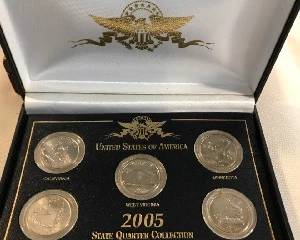 UNITED STATES OF AMERICA
CALIFORNIA
MINNESOTA
WEST VIRGINIA
2005
STATE QUARTER COLLECTION